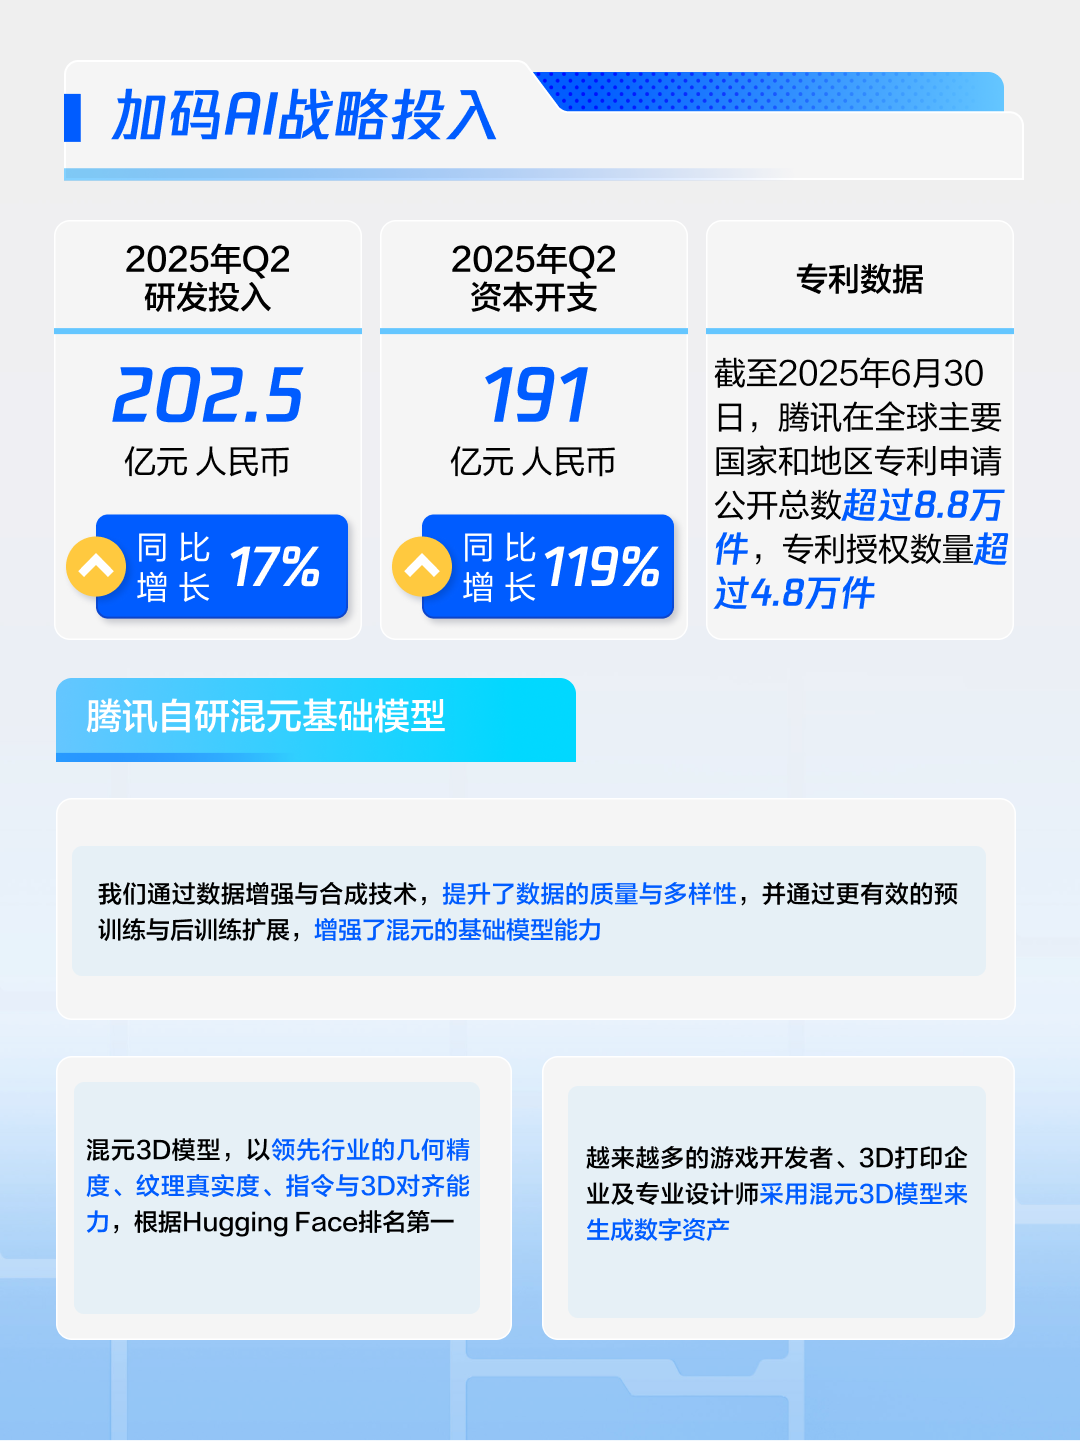 加码AI战略投入
2025年Q2
研发投入
202.5
亿元 人民币
同比
增长
17%
2025年Q2
资本开支
191
亿元 人民币
同比
增长
119%
专利数据
截至2025年6月30
日，腾讯在全球主要
国家和地区专利申请
公开总数超过8.8万
件，专利授权数量超
过4.8万件
腾讯自研混元基础模型
我们通过数据增强与合成技术，提升了数据的质量与多样性，并通过更有效的预
训练与后训练扩展，增强了混元的基础模型能力
混元3D模型，以领先行业的几何精
度、纹理真实度、指令与3D对齐能
力，根据Hugging Face排名第一
越来越多的游戏开发者、3D打印企
业及专业设计师采用混元3D模型来
生成数字资产